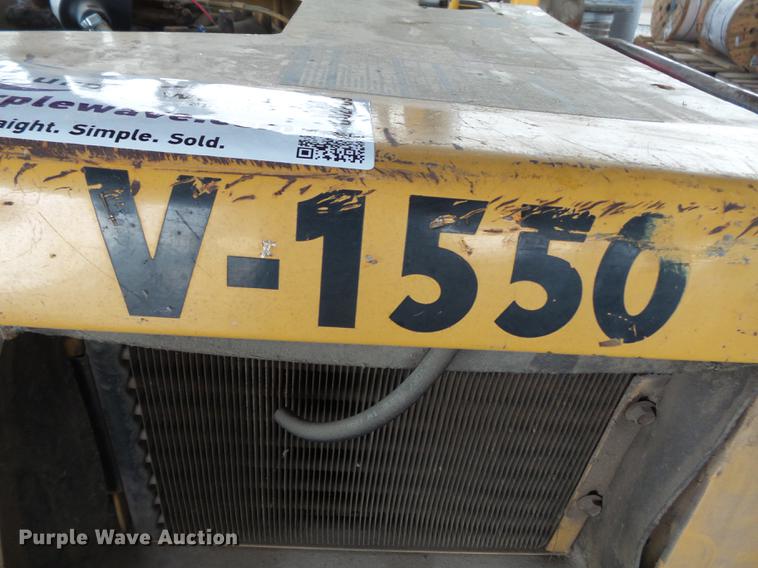 plewave.
aight. Simple. Sold.
V-1550
Purple Wave Auction